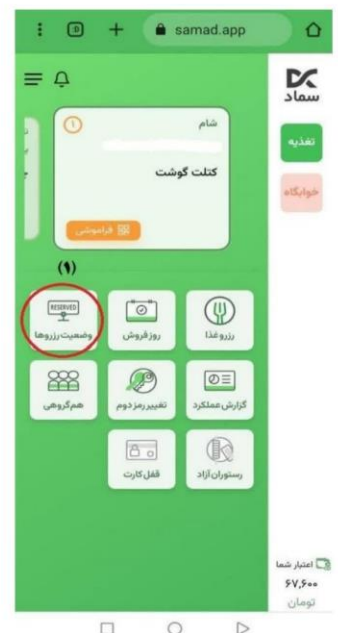 samad.app
سماد
تغذیه
خوابگاه
شام
۱
کتلت گوشت
فراموشی
(۱)
رزرو غذا
روز فروش
RESERVED
وضعیت رزروها
گزارش عملکرد
تغییر رمز دوم
هم‌گروهی
رستوران آزاد
قفل کارت
اعتبار شما
۶۷,۶۰۰
تومان